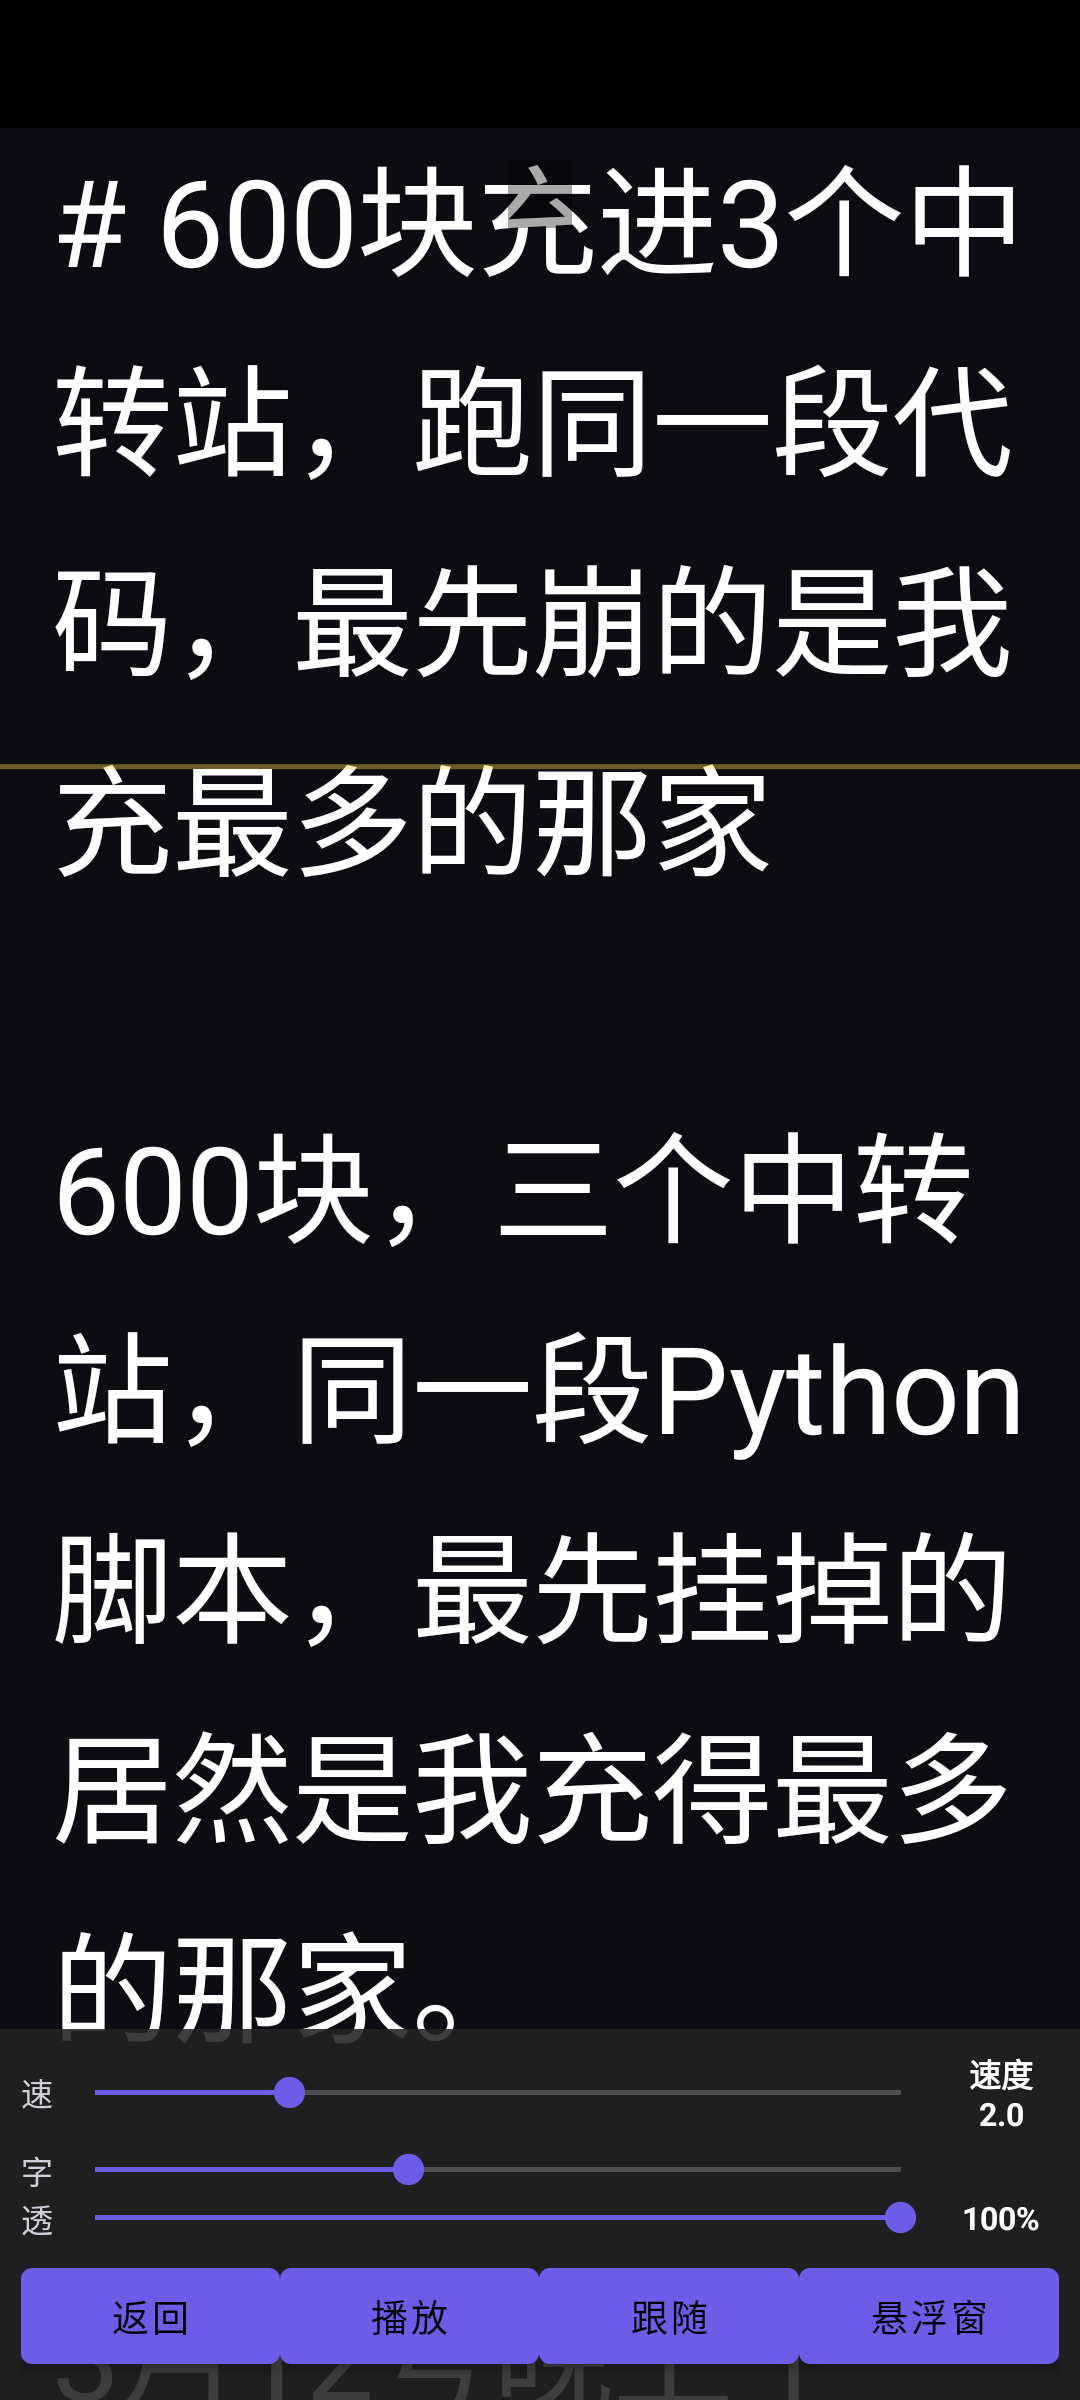 # 600块充进3个中
转站，跑同一段代
码，最先崩的是我
充最多的那家
600块，三个中转
站，同一段Python
脚本，最先挂掉的
居然是我充得最多
的那家。
速
速度
2.0
字
透
100%
返回 播放 跟随 悬浮窗